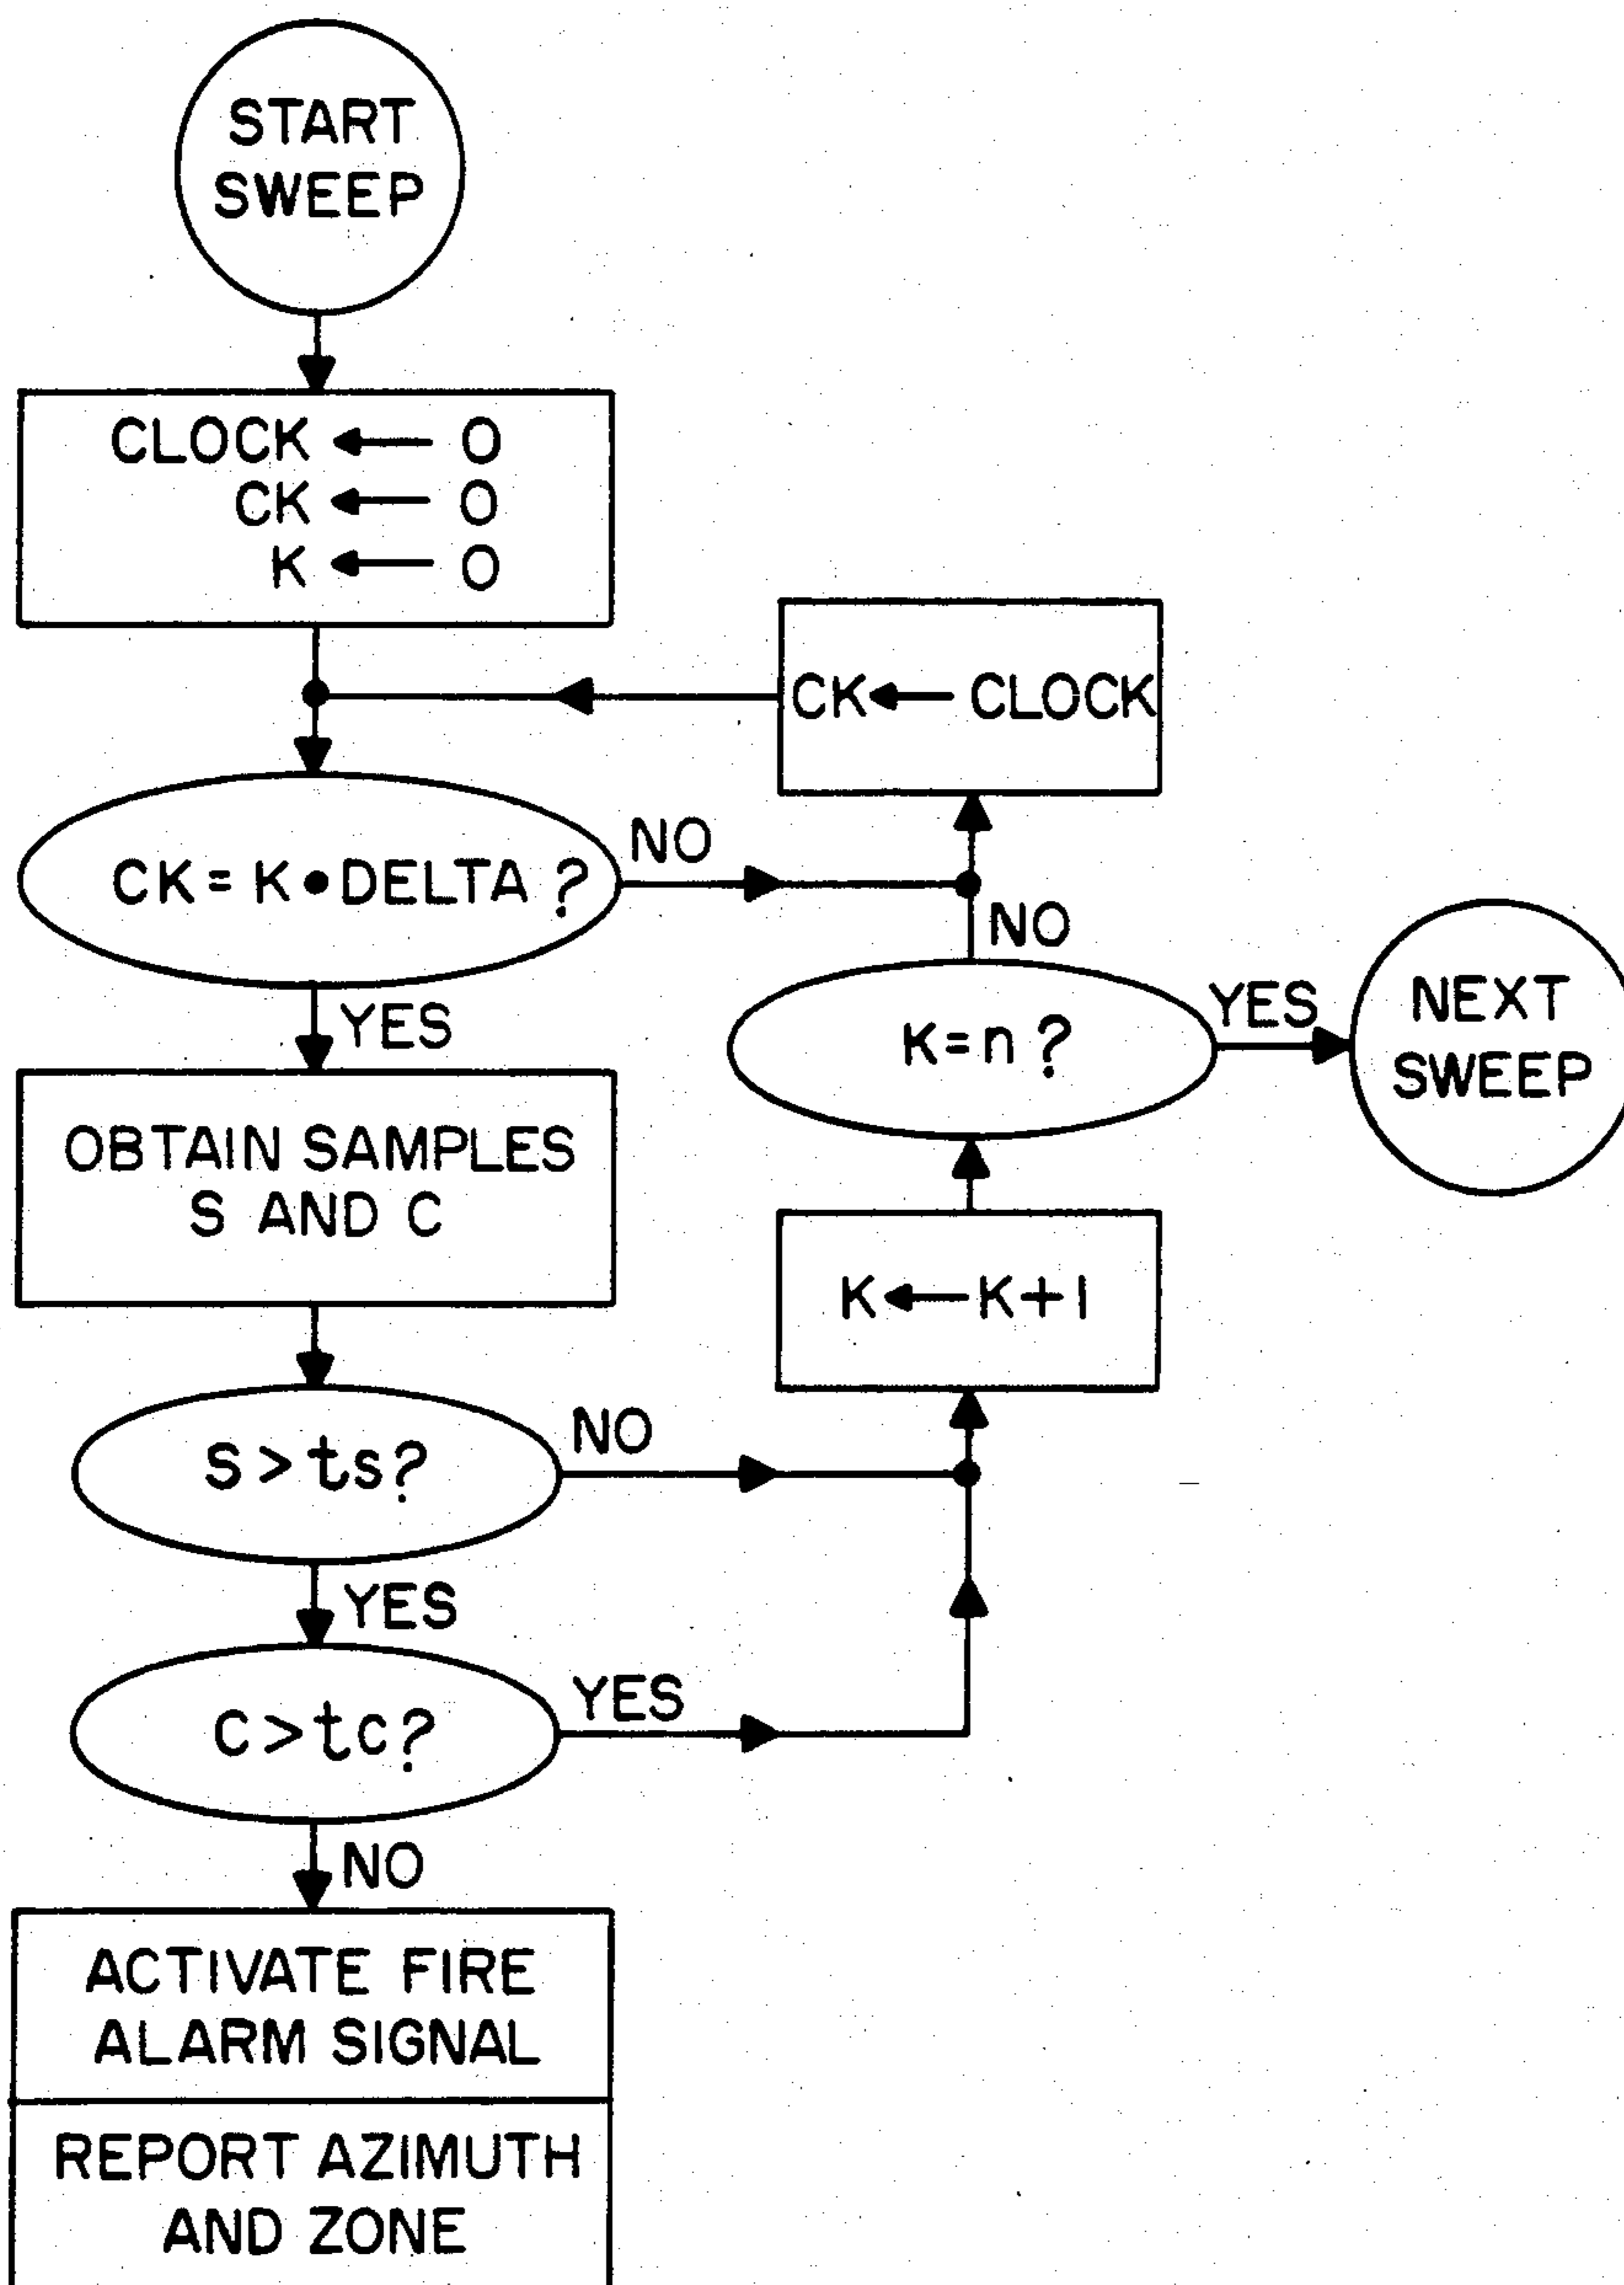 START
SWEEP
CLOCK ← 0
CK ← 0
K ← 0
CK ← CLOCK
CK = K • DELTA ?
NO
YES
NO
K=n ?
YES
NEXT
SWEEP
OBTAIN SAMPLES
S AND C
K ← K+1
S > ts?
NO
YES
C > tc?
YES
NO
ACTIVATE FIRE
ALARM SIGNAL
REPORT AZIMUTH
AND ZONE